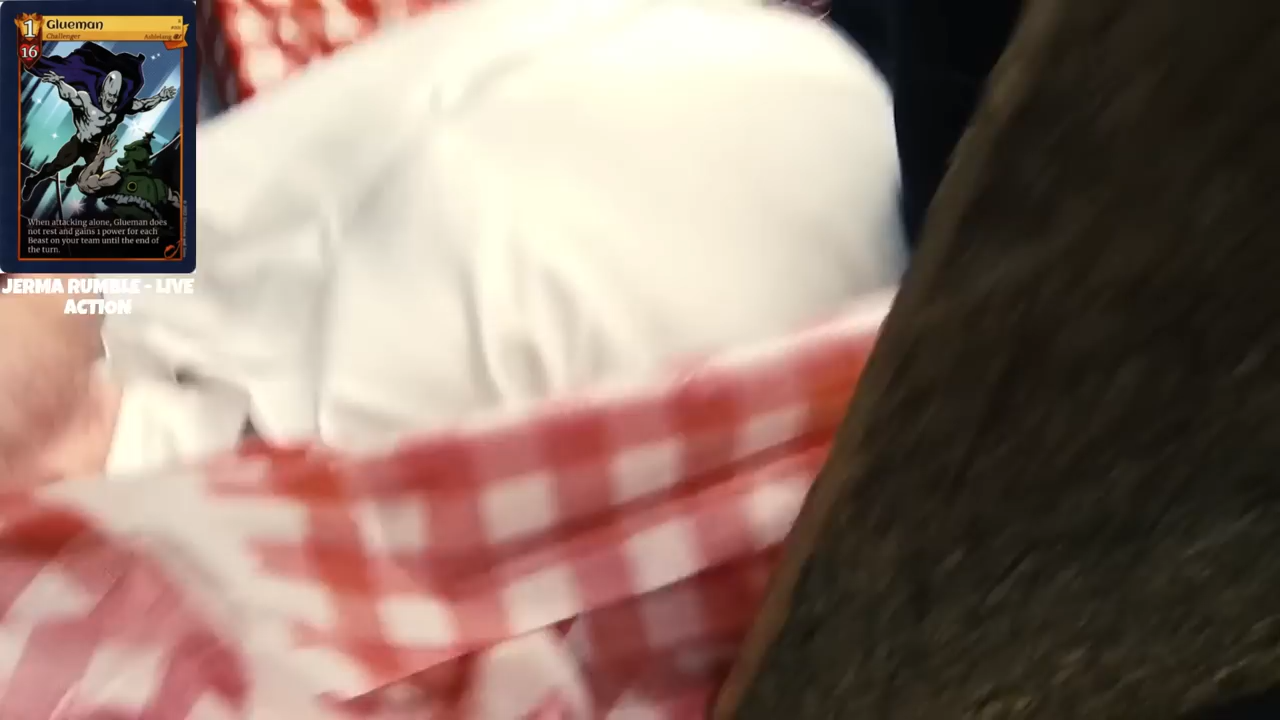 1
Glueman
Challenger
16
When attacking alone, Glueman does
not rest and gains 1 power for each
Beast on your team until the end of
the turn.
JERMA RUMBLE - LIVE
ACTION